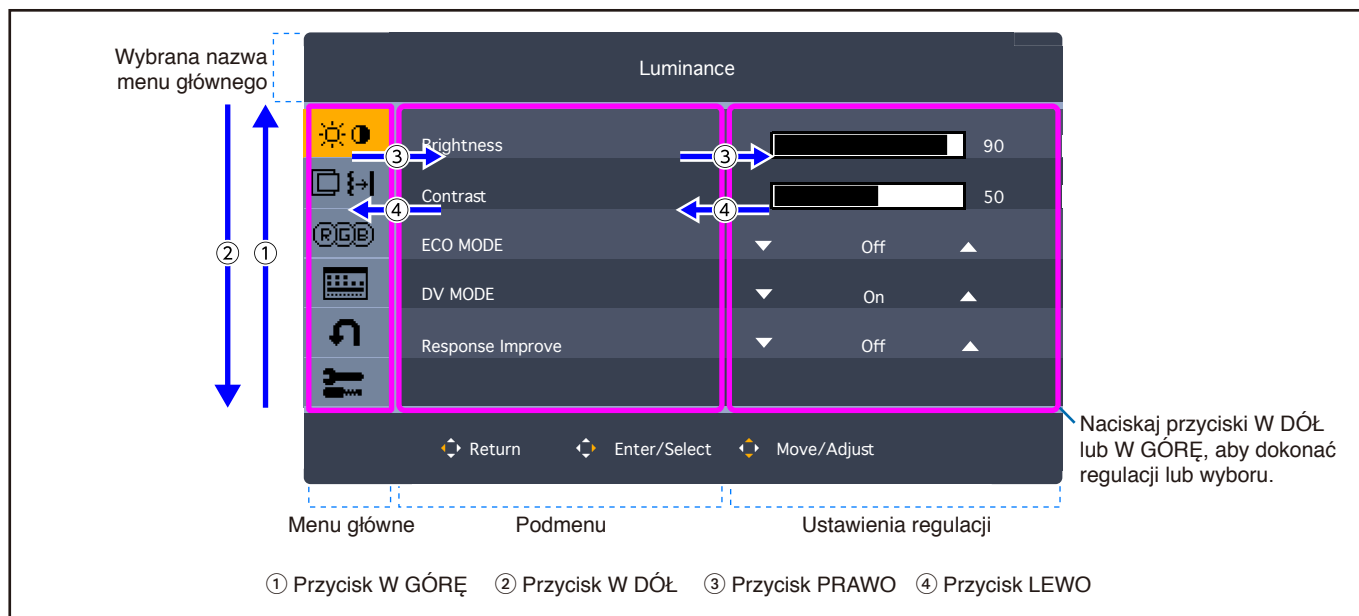 Wybrana nazwa
menu głównego
Luminance
Brightness
90
Contrast
50
ECO MODE
Off
DV MODE
On
Response Improve
Off
RGB
③
③
④
④
② ①
Return Enter/Select Move/Adjust
Naciskaj przyciski W DÓŁ
lub W GÓRĘ, aby dokonać
regulacji lub wyboru.
Menu główne Podmenu Ustawienia regulacji
① Przycisk W GÓRĘ ② Przycisk W DÓŁ ③ Przycisk PRAWO ④ Przycisk LEWO